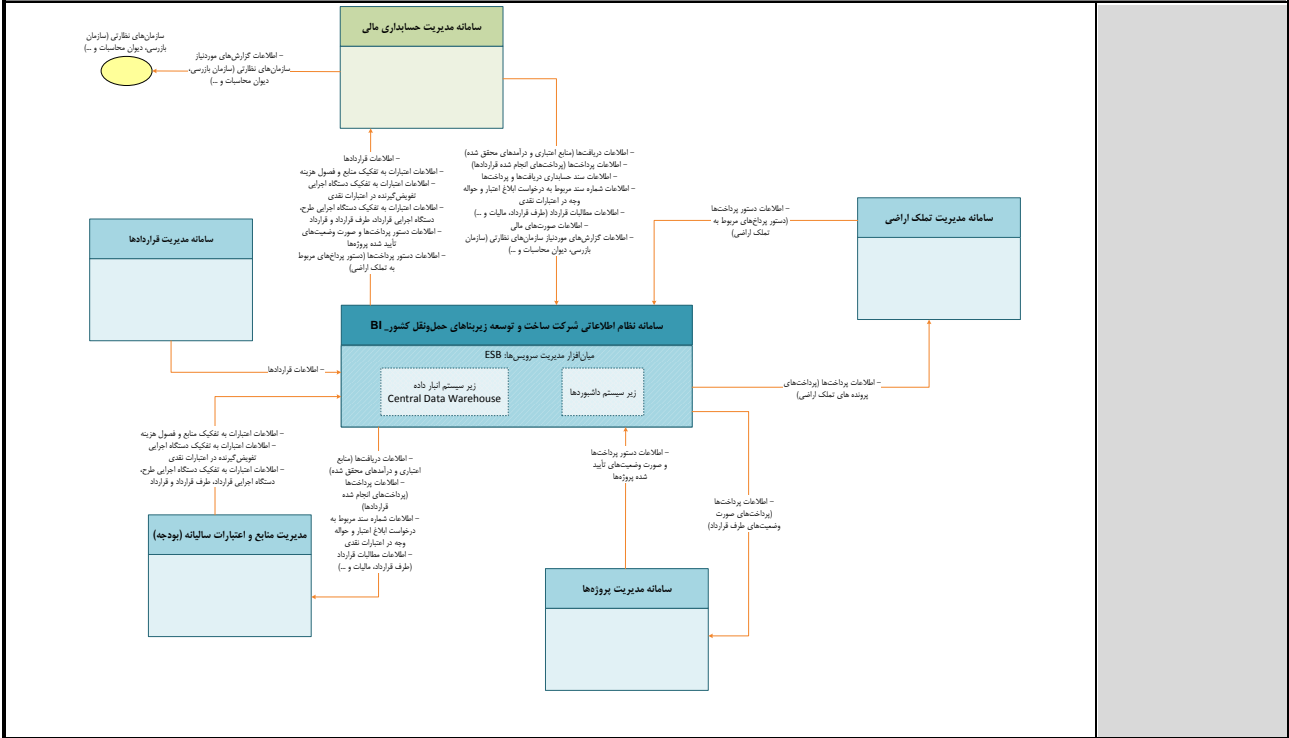 سامانه مدیریت حسابداری مالی
سازمان‌های نظارتی (سازمان
بازرسی، دیوان محاسبات و ...)
- اطلاعات گزارش‌های موردنیاز
سازمان‌های نظارتی (سازمان بازرسی،
دیوان محاسبات و ...)
- اطلاعات قراردادها
- اطلاعات اعتبارات به تفکیک منابع و فصول هزینه
- اطلاعات اعتبارات به تفکیک دستگاه اجرایی
تفویض‌گیرنده در اعتبارات نقدی
- اطلاعات اعتبارات به تفکیک دستگاه اجرایی طرح،
دستگاه اجرایی قرارداد، طرف قرارداد و قرارداد
- اطلاعات دستور پرداخت‌ها و صورت وضعیت‌های
تأیید شده پروژه‌ها
- اطلاعات دستور پرداخت‌ها (دستور پرداخ‌های مربوط
به تملک اراضی)
- اطلاعات دریافت‌ها (منابع اعتباری و درآمدهای محقق شده)
- اطلاعات پرداخت‌ها (پرداخت‌های انجام شده قراردادها)
- اطلاعات سند حسابداری دریافت‌ها و پرداخت‌ها
- اطلاعات شماره سند مربوط به درخواست ابلاغ اعتبار و حواله
وجه در اعتبارات نقدی
- اطلاعات مطالبات قرارداد (طرف قرارداد، مالیات و ...)
- اطلاعات صورت‌های مالی
- اطلاعات گزارش‌های موردنیاز سازمان‌های نظارتی (سازمان
بازرسی، دیوان محاسبات و ...)
- اطلاعات دستور پرداخت‌ها
(دستور پرداخ‌های مربوط به
تملک اراضی)
سامانه مدیریت تملک اراضی
سامانه مدیریت قراردادها
سامانه نظام اطلاعاتی شرکت ساخت و توسعه زیربناهای حمل‌ونقل کشور_ BI
میان‌افزار مدیریت سرویس‌ها: ESB
زیر سیستم داشبوردها
زیر سیستم انبار داده
Central Data Warehouse
- اطلاعات قراردادها
- اطلاعات پرداخت‌ها (پرداخت‌های
پرونده های تملک اراضی)
- اطلاعات اعتبارات به تفکیک منابع و فصول هزینه
- اطلاعات اعتبارات به تفکیک دستگاه اجرایی
تفویض‌گیرنده در اعتبارات نقدی
- اطلاعات اعتبارات به تفکیک دستگاه اجرایی طرح،
دستگاه اجرایی قرارداد، طرف قرارداد و قرارداد
- اطلاعات دریافت‌ها (منابع
اعتباری و درآمدهای محقق شده)
- اطلاعات پرداخت‌ها
(پرداخت‌های انجام شده
قراردادها)
- اطلاعات شماره سند مربوط به
درخواست ابلاغ اعتبار و حواله
وجه در اعتبارات نقدی
- اطلاعات مطالبات قرارداد
(طرف قرارداد، مالیات و ...)
- اطلاعات دستور پرداخت‌ها
و صورت وضعیت‌های تأیید
شده پروژه‌ها
- اطلاعات پرداخت‌ها
(پرداخت‌های صورت
وضعیت‌های طرف قرارداد)
مدیریت منابع و اعتبارات سالیانه (بودجه)
سامانه مدیریت پروژه‌ها